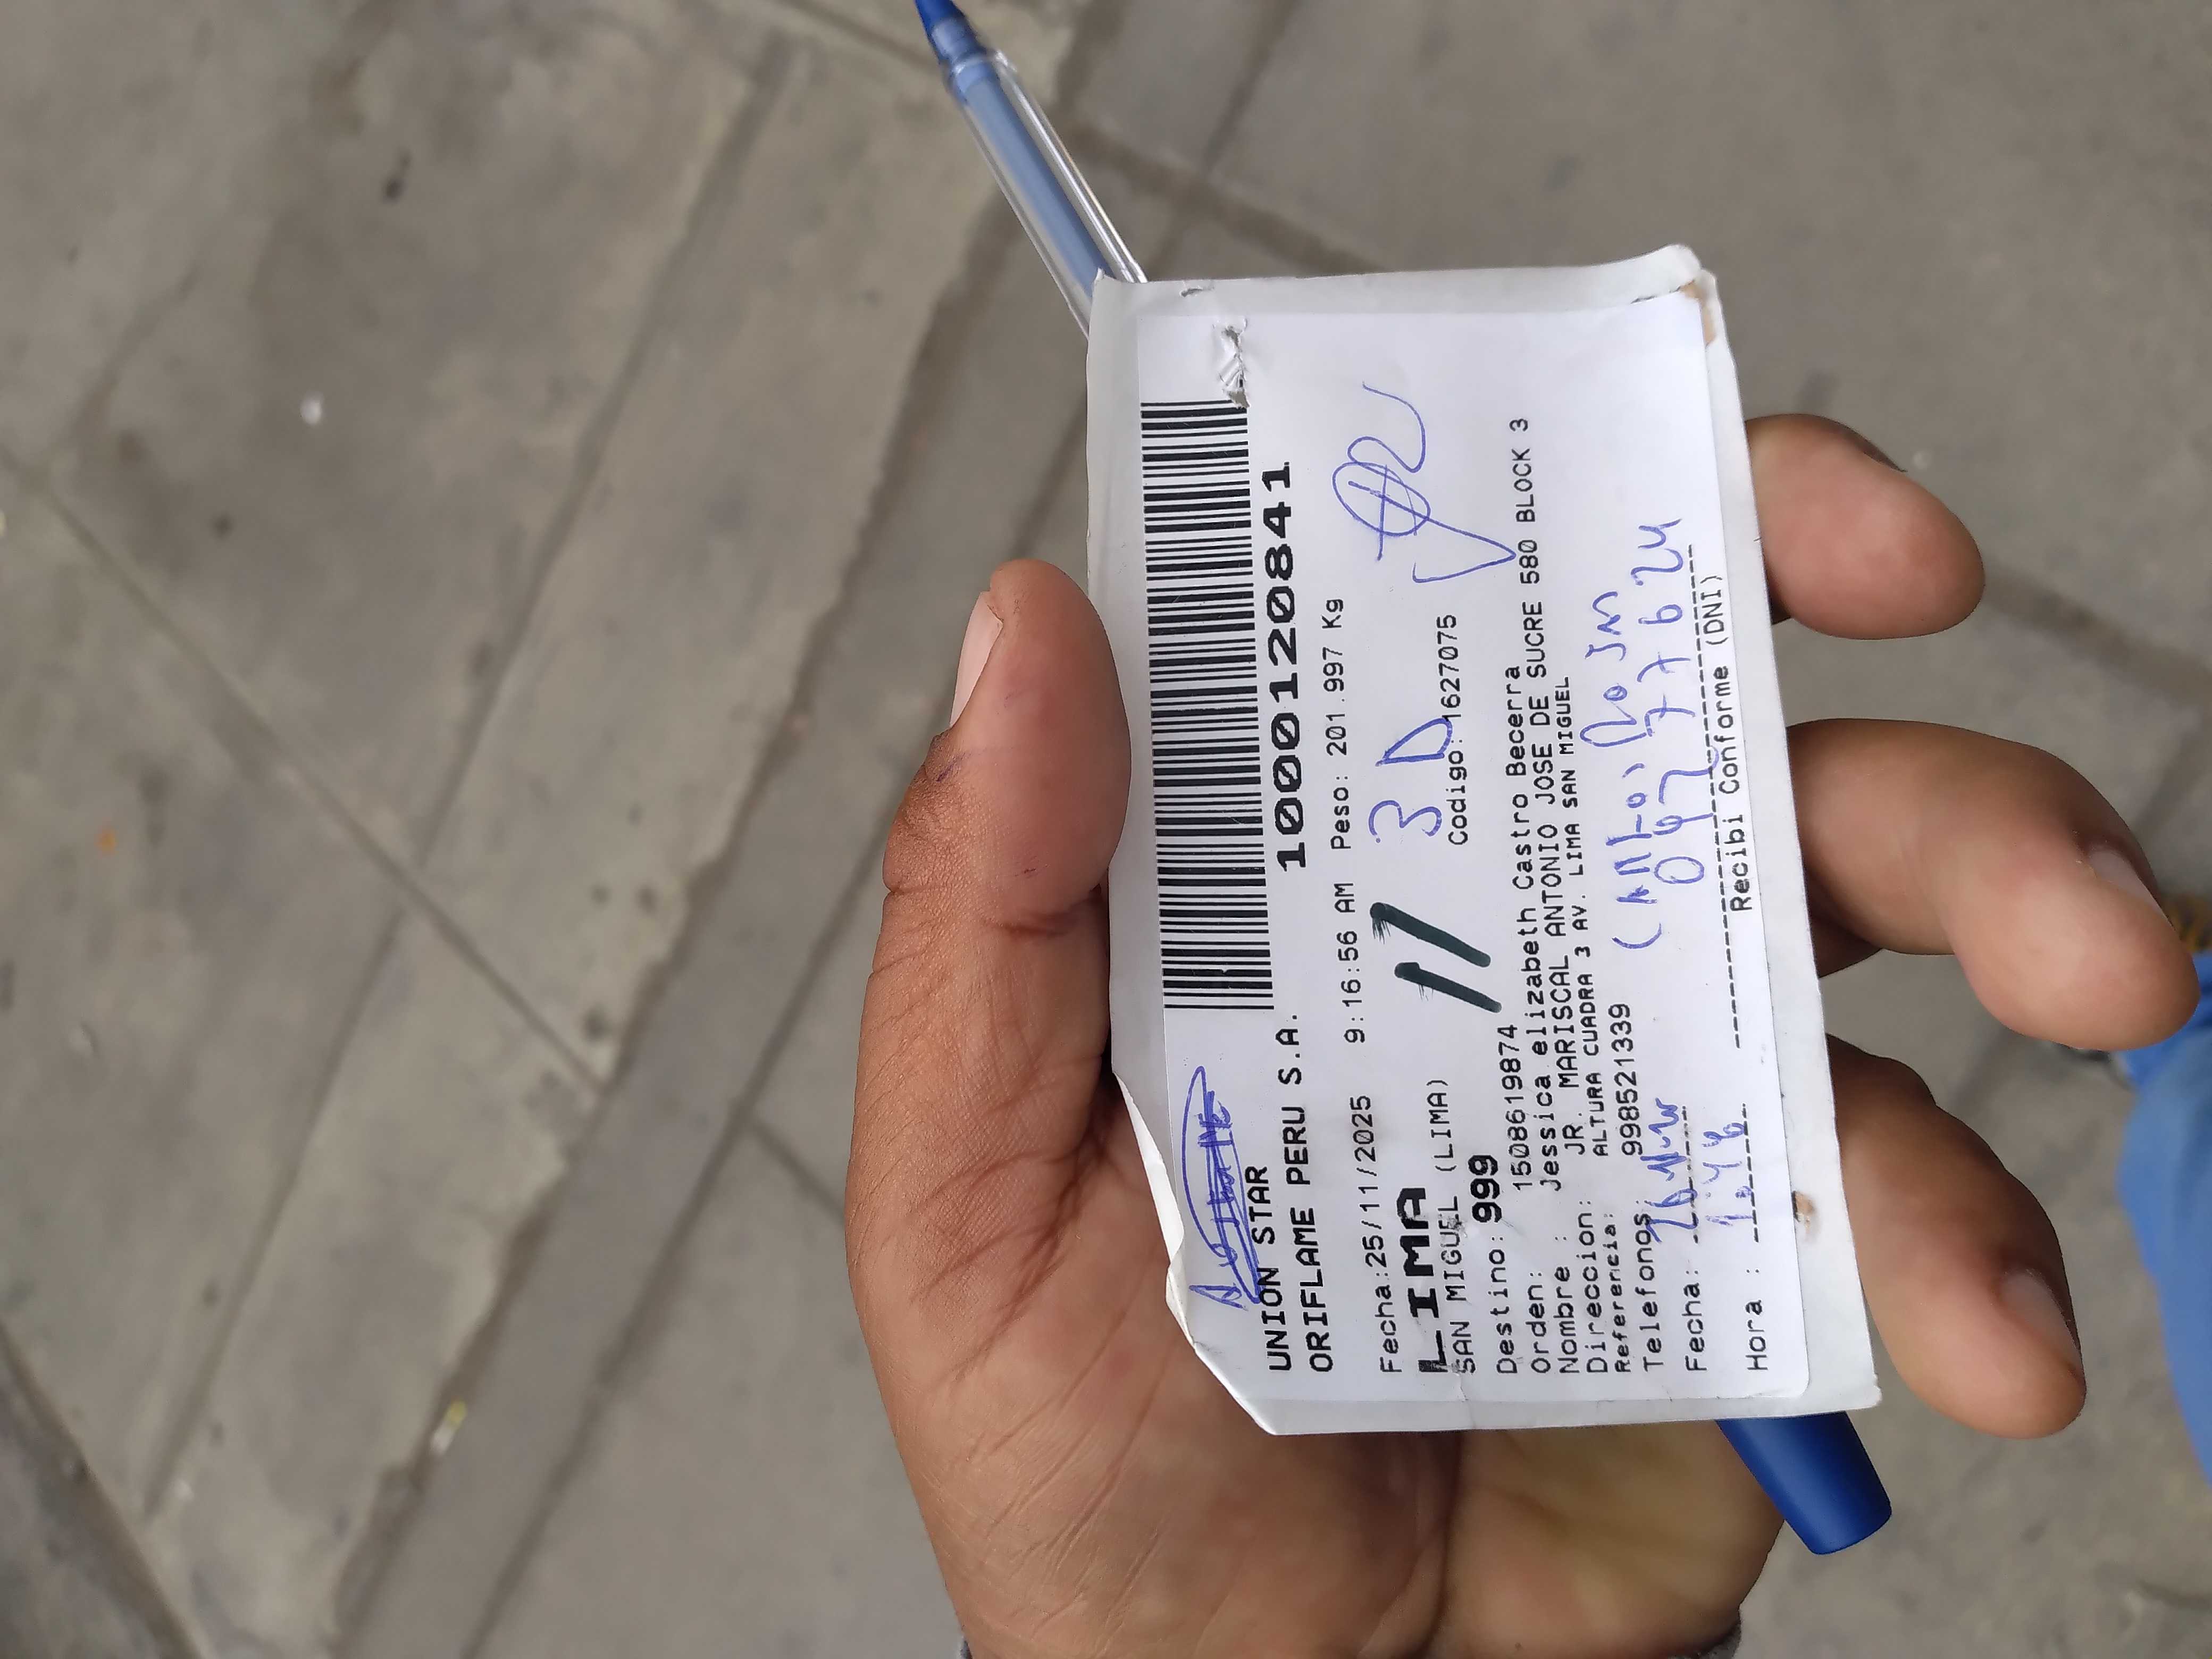 UNION STAR
ORIFLAME PERU S.A.
1000120841
Fecha:25/11/2025 9:16:56 AM Peso: 201.997 Kg
LIMA
11 3 D
SAN MIGUEL (LIMA) Codigo: 1627075
Destino: 999
Orden: 1508619874
Nombre : Jessica elizabeth Castro Becerra
Direccion: JR. MARISCAL ANTONIO JOSE DE SUCRE 580 BLOCK 3
Referencia: ALTURA CUADRA 3 AV. LIMA SAN MIGUEL
Telefonos: 998521339
Fecha:
Hora :
Recibi Conforme (DNI)